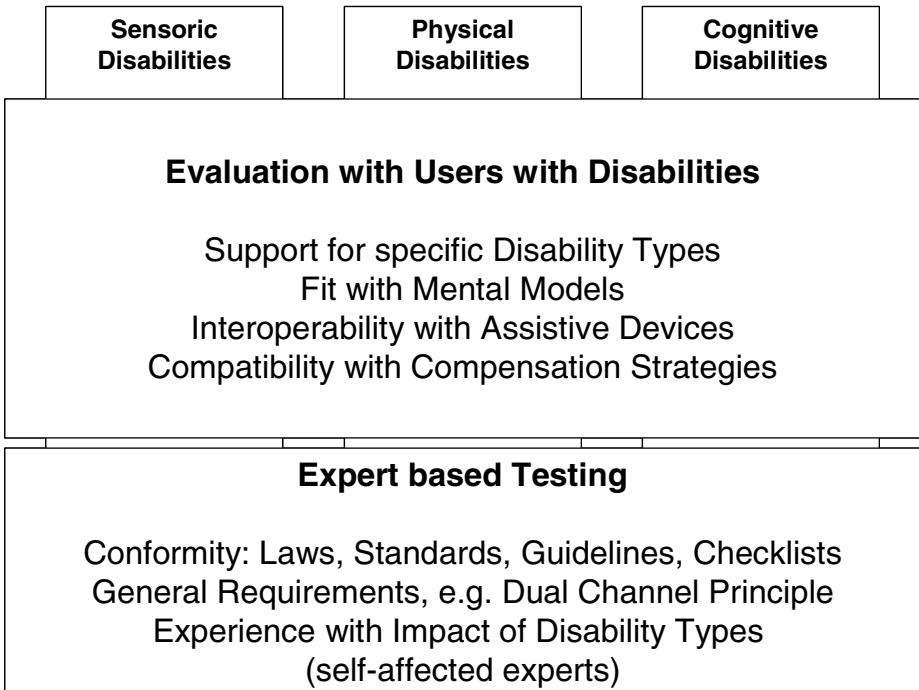 Sensoric
Disabilities
Physical
Disabilities
Cognitive
Disabilities
Evaluation with Users with Disabilities
Support for specific Disability Types
Fit with Mental Models
Interoperability with Assistive Devices
Compatibility with Compensation Strategies
Expert based Testing
Conformity: Laws, Standards, Guidelines, Checklists
General Requirements, e.g. Dual Channel Principle
Experience with Impact of Disability Types
(self-affected experts)